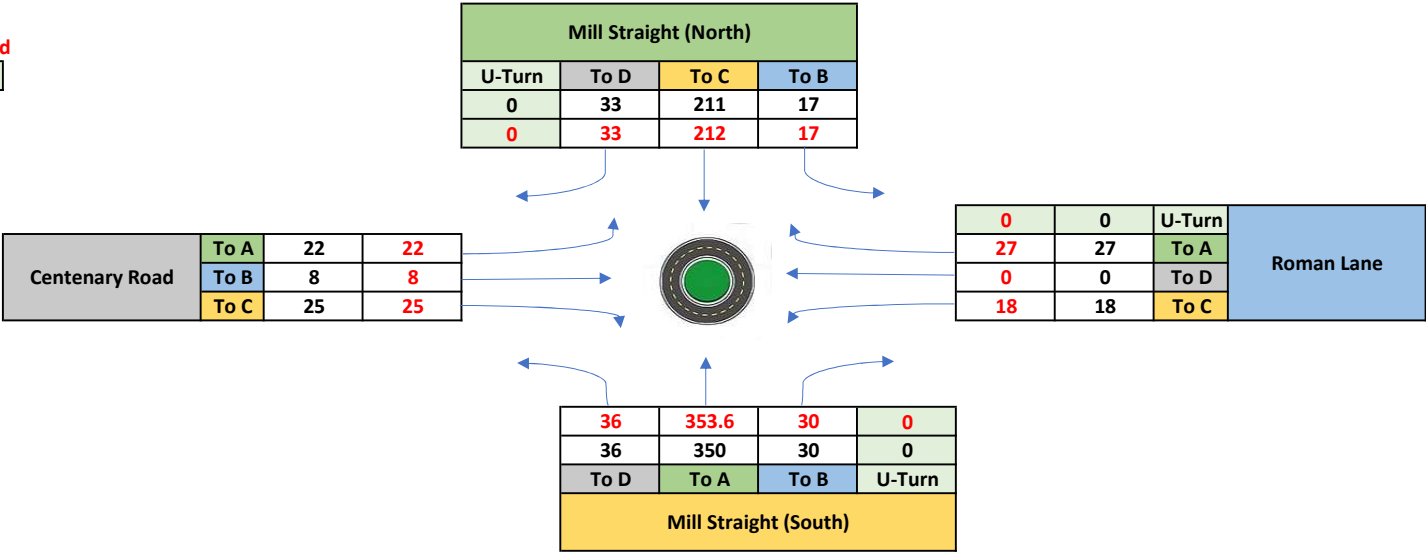 Mill Straight (North)
d
U-Turn To D To C To B
0 33 211 17
0 33 212 17
0 0 U-Turn
To A 22 22
27 27 To A
Centenary Road To B 8 8
0 0 To D
Roman Lane
To C 25 25
18 18 To C
36 353.6 30 0
36 350 30 0
To D To A To B U-Turn
Mill Straight (South)